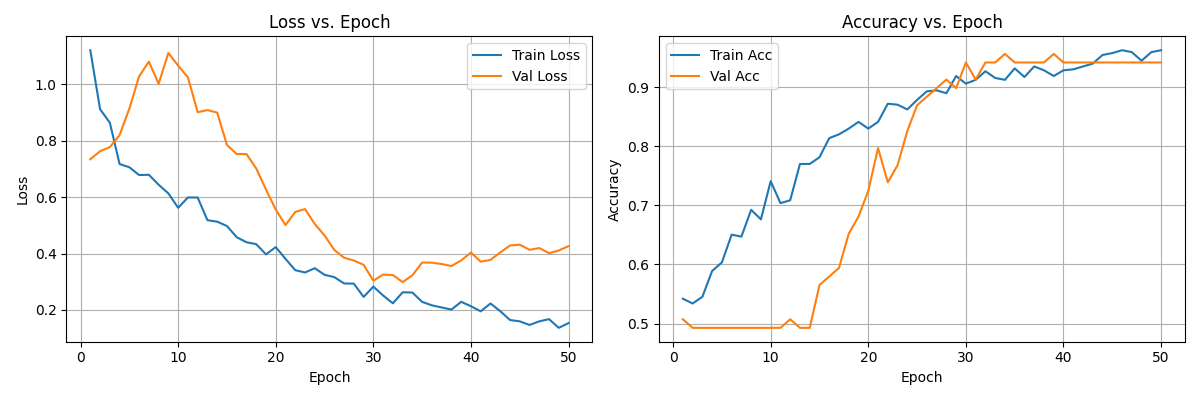 Loss vs. Epoch
Train Loss
Val Loss
1.0
0.8
0.6
0.4
0.2
Loss
0
10
20
30
40
50
Epoch
Accuracy vs. Epoch
Train Acc
Val Acc
0.9
0.8
0.7
0.6
0.5
Accuracy
0
10
20
30
40
50
Epoch